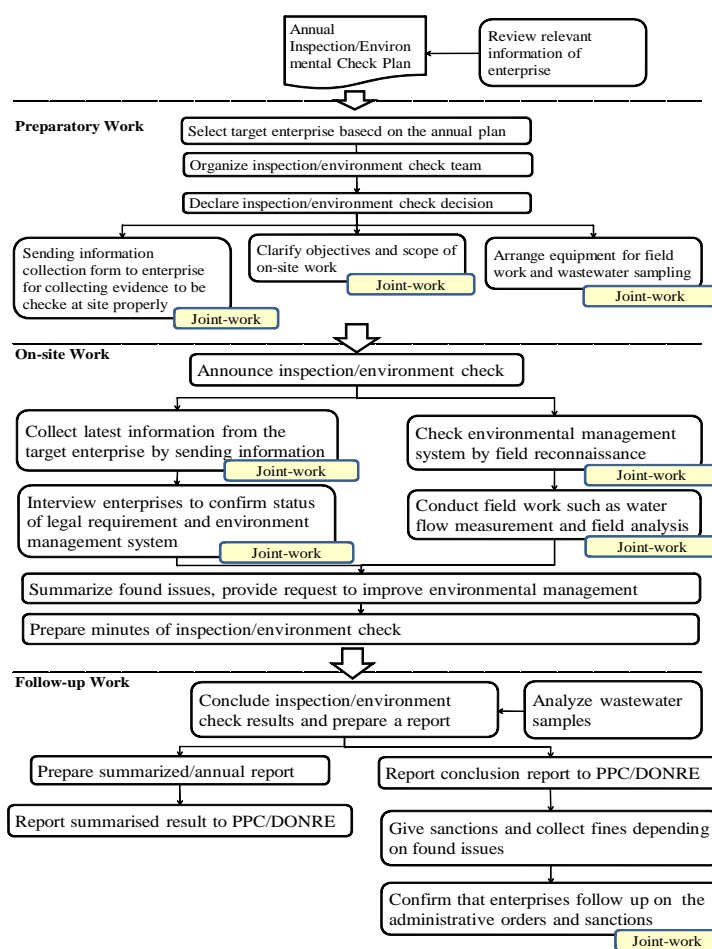 Annual
Inspection/Environ
mental Check Plan
Review relevant
information of
enterprise
Preparatory Work
Select target enterprise basecd on the annual plan
Organize inspection/environment check team
Declare inspection/environment check decision
Sending information
collection form to enterprise
for collecting evidence to be
checke at site properly
Joint-work
Clarify objectives and scope of
on-site work
Joint-work
Arrange equipment for field
work and wastewater sampling
Joint-work
On-site Work
Announce inspection/environment check
Collect latest information from the
target enterprise by sending information
Joint-work
Check environmental management
system by field reconnaissance
Joint-work
Interview enterprises to confirm status
of legal requirement and environment
management system
Joint-work
Conduct field work such as water
flow measurement and field analysis
Joint-work
Summarize found issues, provide request to improve environmental management
Prepare minutes of inspection/environment check
Follow-up Work
Conclude inspection/environment
check results and prepare a report
Analyze wastewater
samples
Prepare summarized/annual report
Report summarised result to PPC/DONRE
Report conclusion report to PPC/DONRE
Give sanctions and collect fines depending
on found issues
Confirm that enterprises follow up on the
administrative orders and sanctions
Joint-work